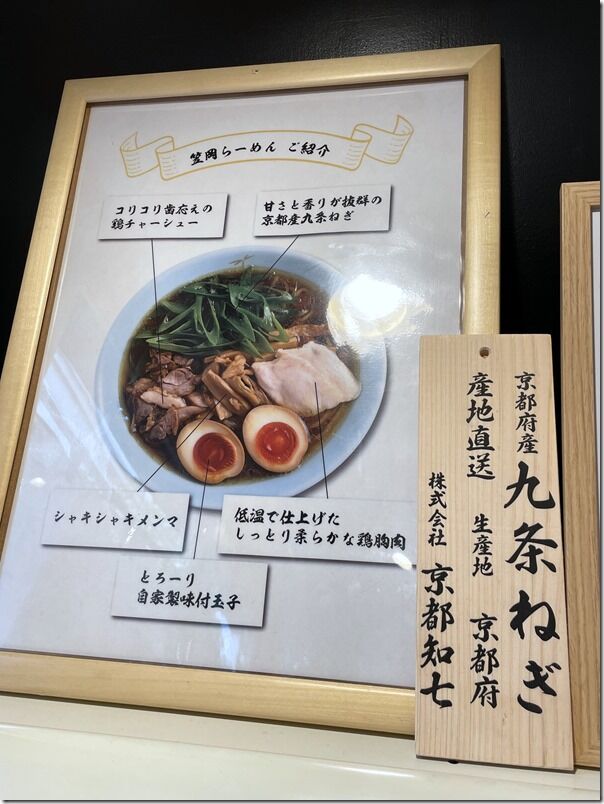 笠岡らーめん ご紹介
コリコリ歯応えの
鶏チャーシュー
甘さと香りが抜群の
京都産九条ねぎ
シャキシャキメンマ
低温で仕上げた
しっとり柔らかな鶏胸肉
とろーり
自家製味付玉子
京都府産 九条ねぎ
産地直送 生産地 京都府
株式会社 京都知七